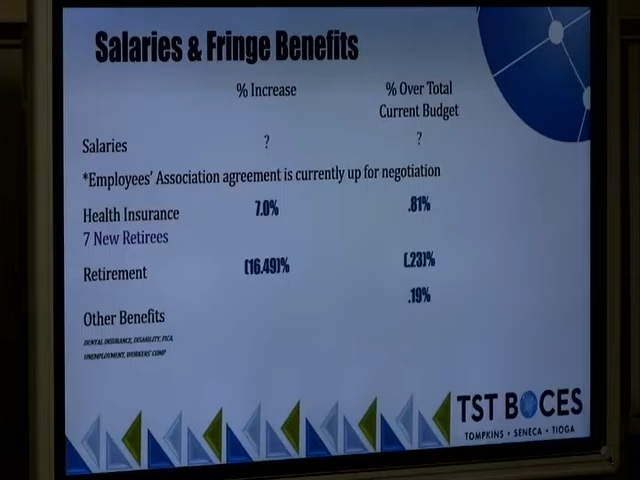 Salaries & Fringe Benefits
% Increase
% Over Total
Current Budget
Salaries ? ?
*Employees' Association agreement is currently up for negotiation
Health Insurance 7.0% .81%
7 New Retirees
Retirement (16.49)% (.23)%
.19%
Other Benefits
DENTAL INSURANCE, DISABILITY, FICA,
UNEMPLOYMENT, WORKERS' COMP
TST BOCES
TOMPKINS • SENECA • TIOGA